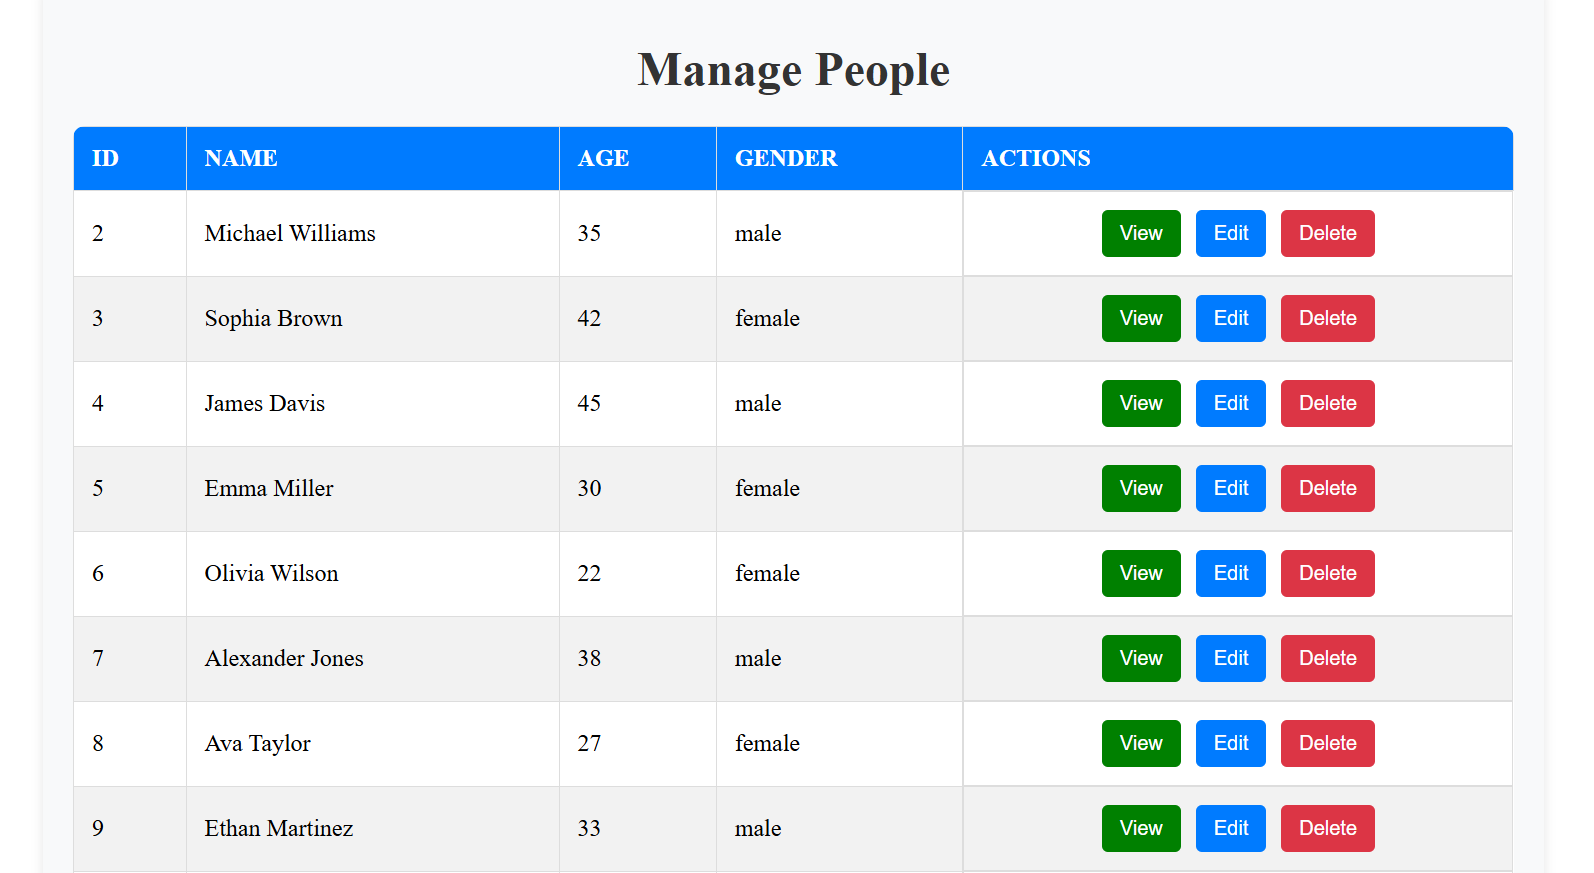 Manage People
ID NAME AGE GENDER ACTIONS
2 Michael Williams 35 male View Edit Delete
3 Sophia Brown 42 female View Edit Delete
4 James Davis 45 male View Edit Delete
5 Emma Miller 30 female View Edit Delete
6 Olivia Wilson 22 female View Edit Delete
7 Alexander Jones 38 male View Edit Delete
8 Ava Taylor 27 female View Edit Delete
9 Ethan Martinez 33 male View Edit Delete